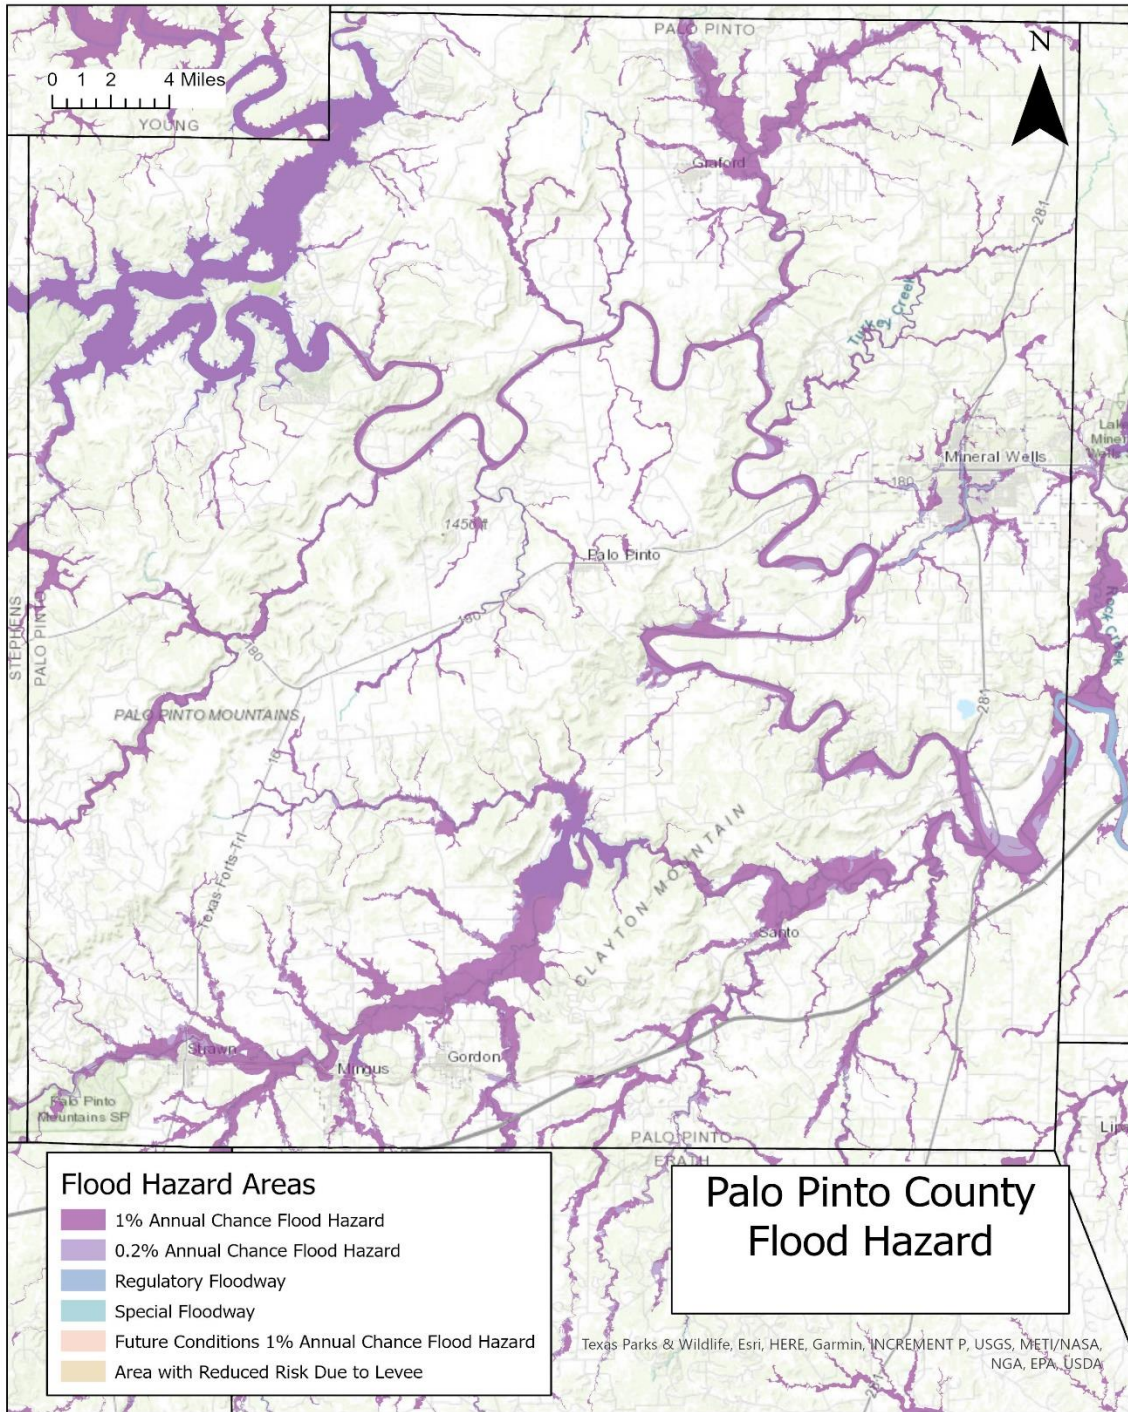 PALO PINTO
N
0 1 2 4 Miles
YOUNG
Graford
281
Turkey Creek
Mineral Wells
180
1450 ft
Palo Pinto
180
STEPHENS
PALO PINTO
180
Rock Creek
PALO PINTO MOUNTAINS
281
16
Texas-Forts-Trl
CLAYTON MOUNTAIN
Santo
Strawn
Mingus
Gordon
Palo Pinto
Mountains SP
PALO PINTO
ERATH
Flood Hazard Areas
1% Annual Chance Flood Hazard
0.2% Annual Chance Flood Hazard
Regulatory Floodway
Special Floodway
Future Conditions 1% Annual Chance Flood Hazard
Area with Reduced Risk Due to Levee
Palo Pinto County
Flood Hazard
Texas Parks & Wildlife, Esri, HERE, Garmin, INCREMENT P, USGS, METI/NASA,
NGA, EPA, USDA
281